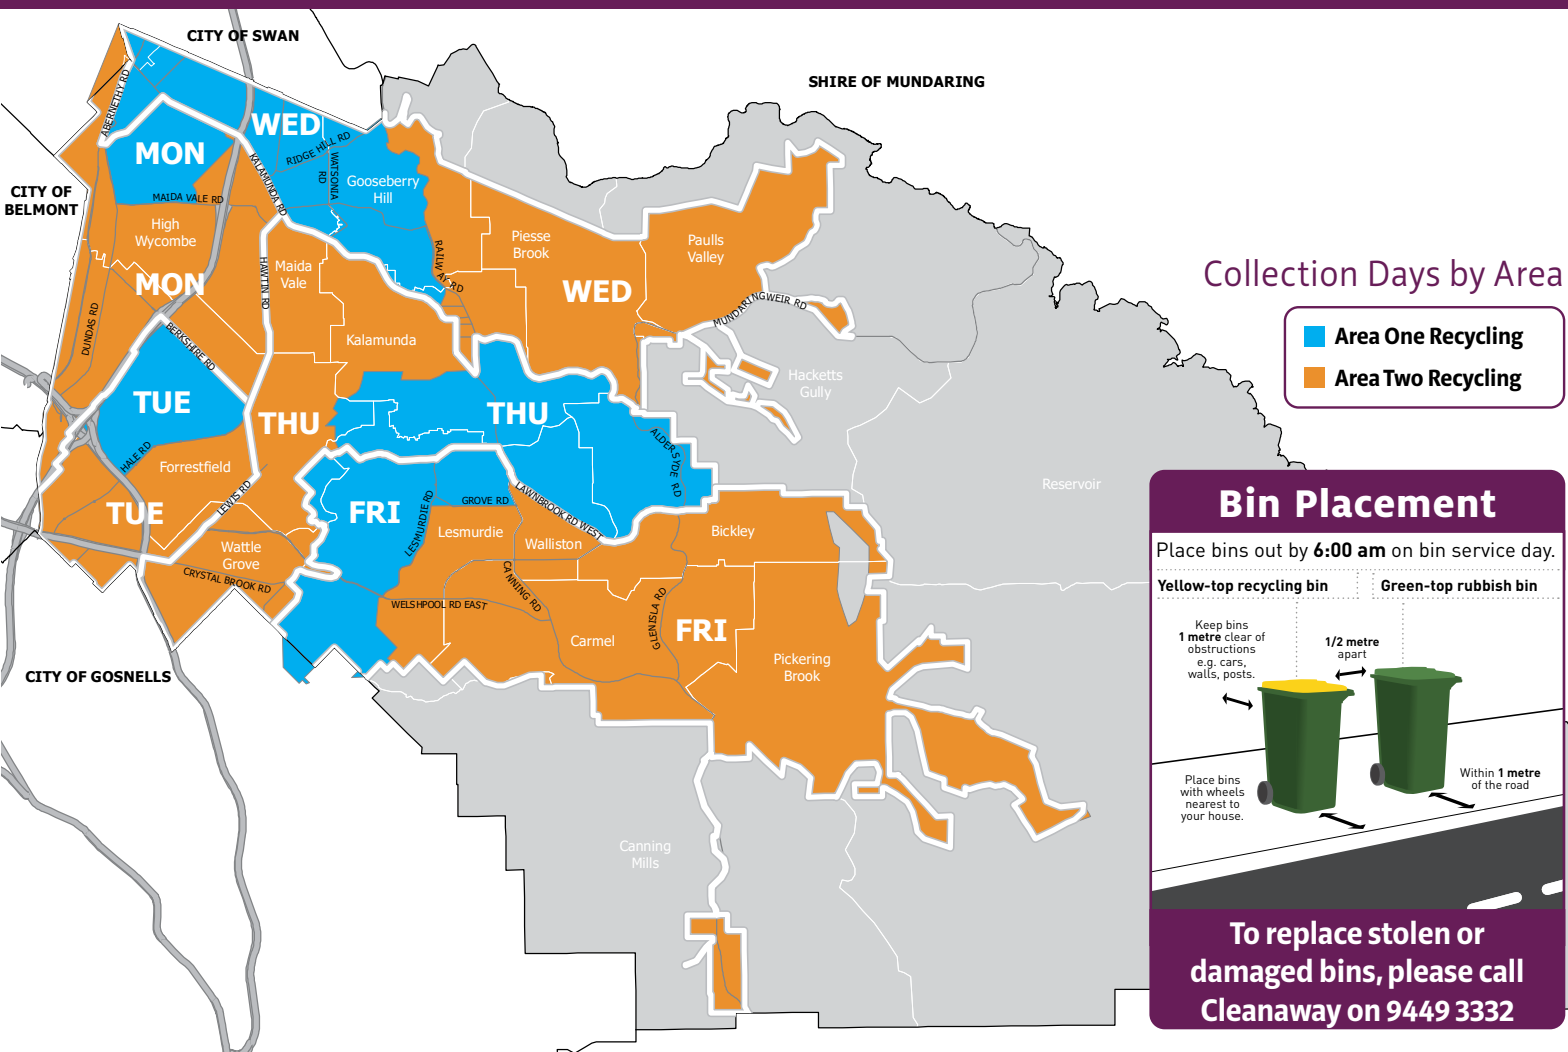 CITY OF SWAN
SHIRE OF MUNDARING
CITY OF
BELMONT
CITY OF GOSNELLS
ABERNETHY RD
MON
WED
RIDGE HILL RD
WATSONIA
RD
Gooseberry
Hill
KALAMUNDA RD
MAIDA VALE RD
High
Wycombe
MON
DUNDAS RD
HAWTIN RD
Maida
Vale
RAILWAY RD
Piesse
Brook
WED
Paulls
Valley
MUNDARING WEIR RD
Kalamunda
BERKSHIRE RD
TUE
HALE RD
Forrestfield
TUE
LEWIS RD
THU
THU
Hacketts
Gully
ALDERSYDE RD
Reservoir
FRI
LESMURDIE RD
GROVE RD
LAWNBROOK RD WEST
Lesmurdie
Walliston
Bickley
Wattle
Grove
CRYSTAL BROOK RD
CANNING RD
WELSHPOOL RD EAST
GLENISLA RD
Carmel
FRI
Pickering
Brook
Canning
Mills
Collection Days by Area
Area One Recycling
Area Two Recycling
Bin Placement
Place bins out by 6:00 am on bin service day.
Yellow-top recycling bin
Green-top rubbish bin
Keep bins
1 metre clear of
obstructions
e.g. cars,
walls, posts.
1/2 metre
apart
Place bins
with wheels
nearest to
your house.
Within 1 metre
of the road
To replace stolen or
damaged bins, please call
Cleanaway on 9449 3332